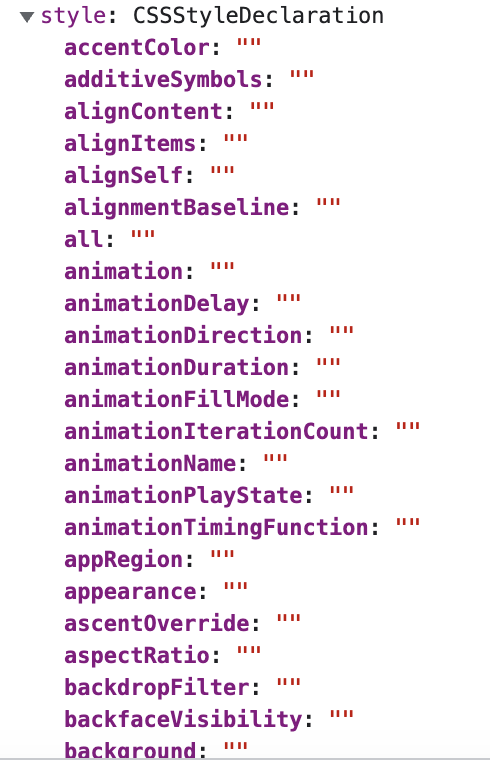 style: CSSStyleDeclaration
accentColor: ""
additiveSymbols: ""
alignContent: ""
alignItems: ""
alignSelf: ""
alignmentBaseline: ""
all: ""
animation: ""
animationDelay: ""
animationDirection: ""
animationDuration: ""
animationFillMode: ""
animationIterationCount: ""
animationName: ""
animationPlayState: ""
animationTimingFunction: ""
appRegion: ""
appearance: ""
ascentOverride: ""
aspectRatio: ""
backdropFilter: ""
backfaceVisibility: ""
background: ""